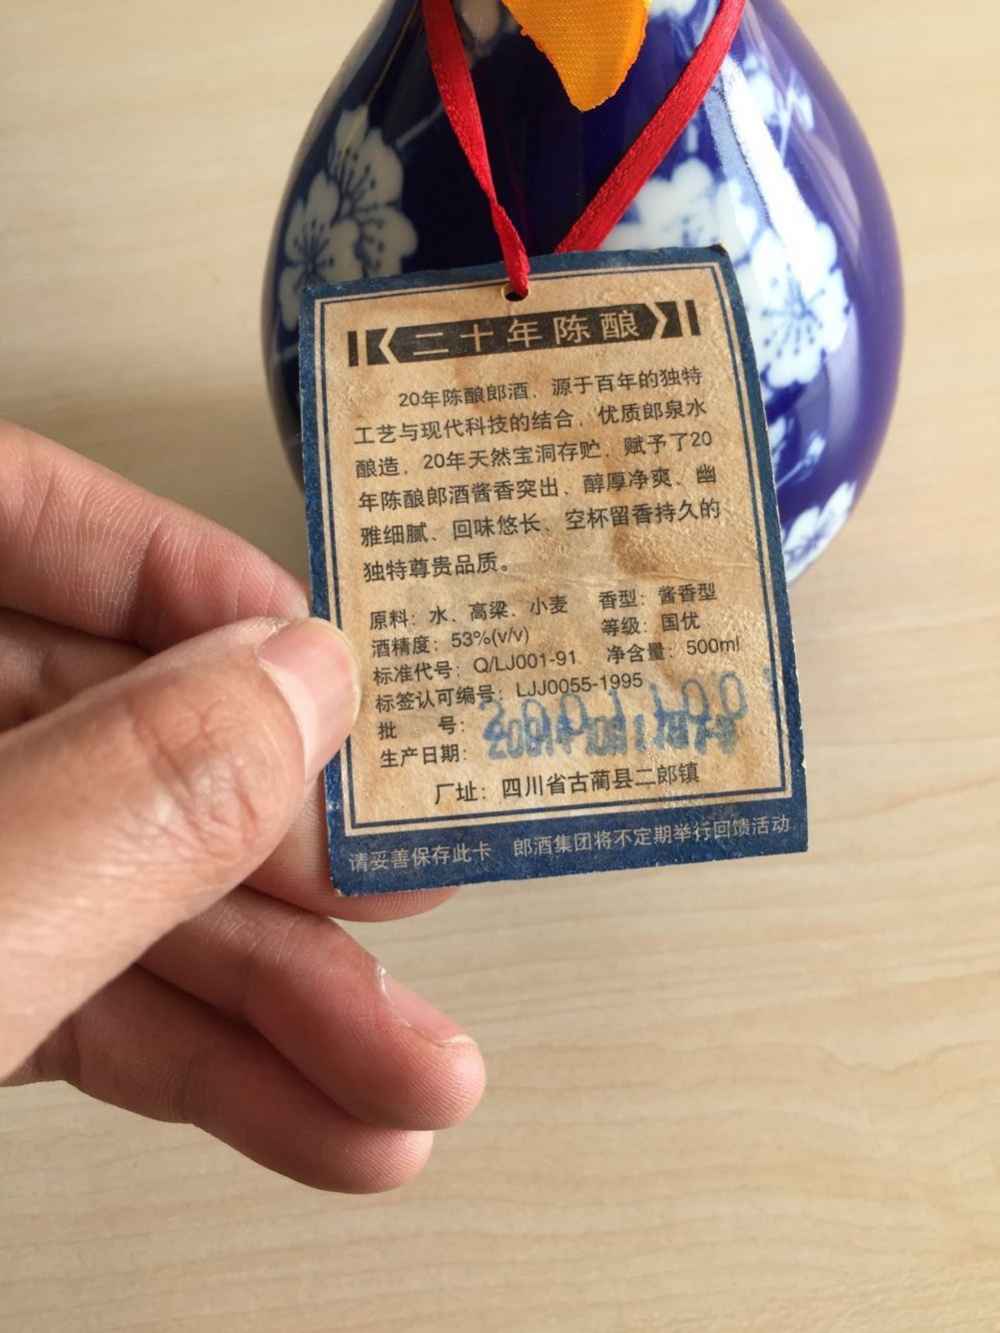 二十年陈酿
20年陈酿郎酒、源于百年的独特
工艺与现代科技的结合，优质郎泉水
酿造，20年天然宝洞存贮，赋予了20
年陈酿郎酒酱香突出、醇厚净爽、幽
雅细腻、回味悠长、空杯留香持久的
独特尊贵品质。
原料：水、高梁、小麦 香型：酱香型
酒精度：53%(v/v) 等级：国优
标准代号：Q/LJ001-91 净含量：500ml
标签认可编号：LJJ0055-1995
批 号：
生产日期：
厂址：四川省古蔺县二郎镇
请妥善保存此卡 郎酒集团将不定期举行回馈活动